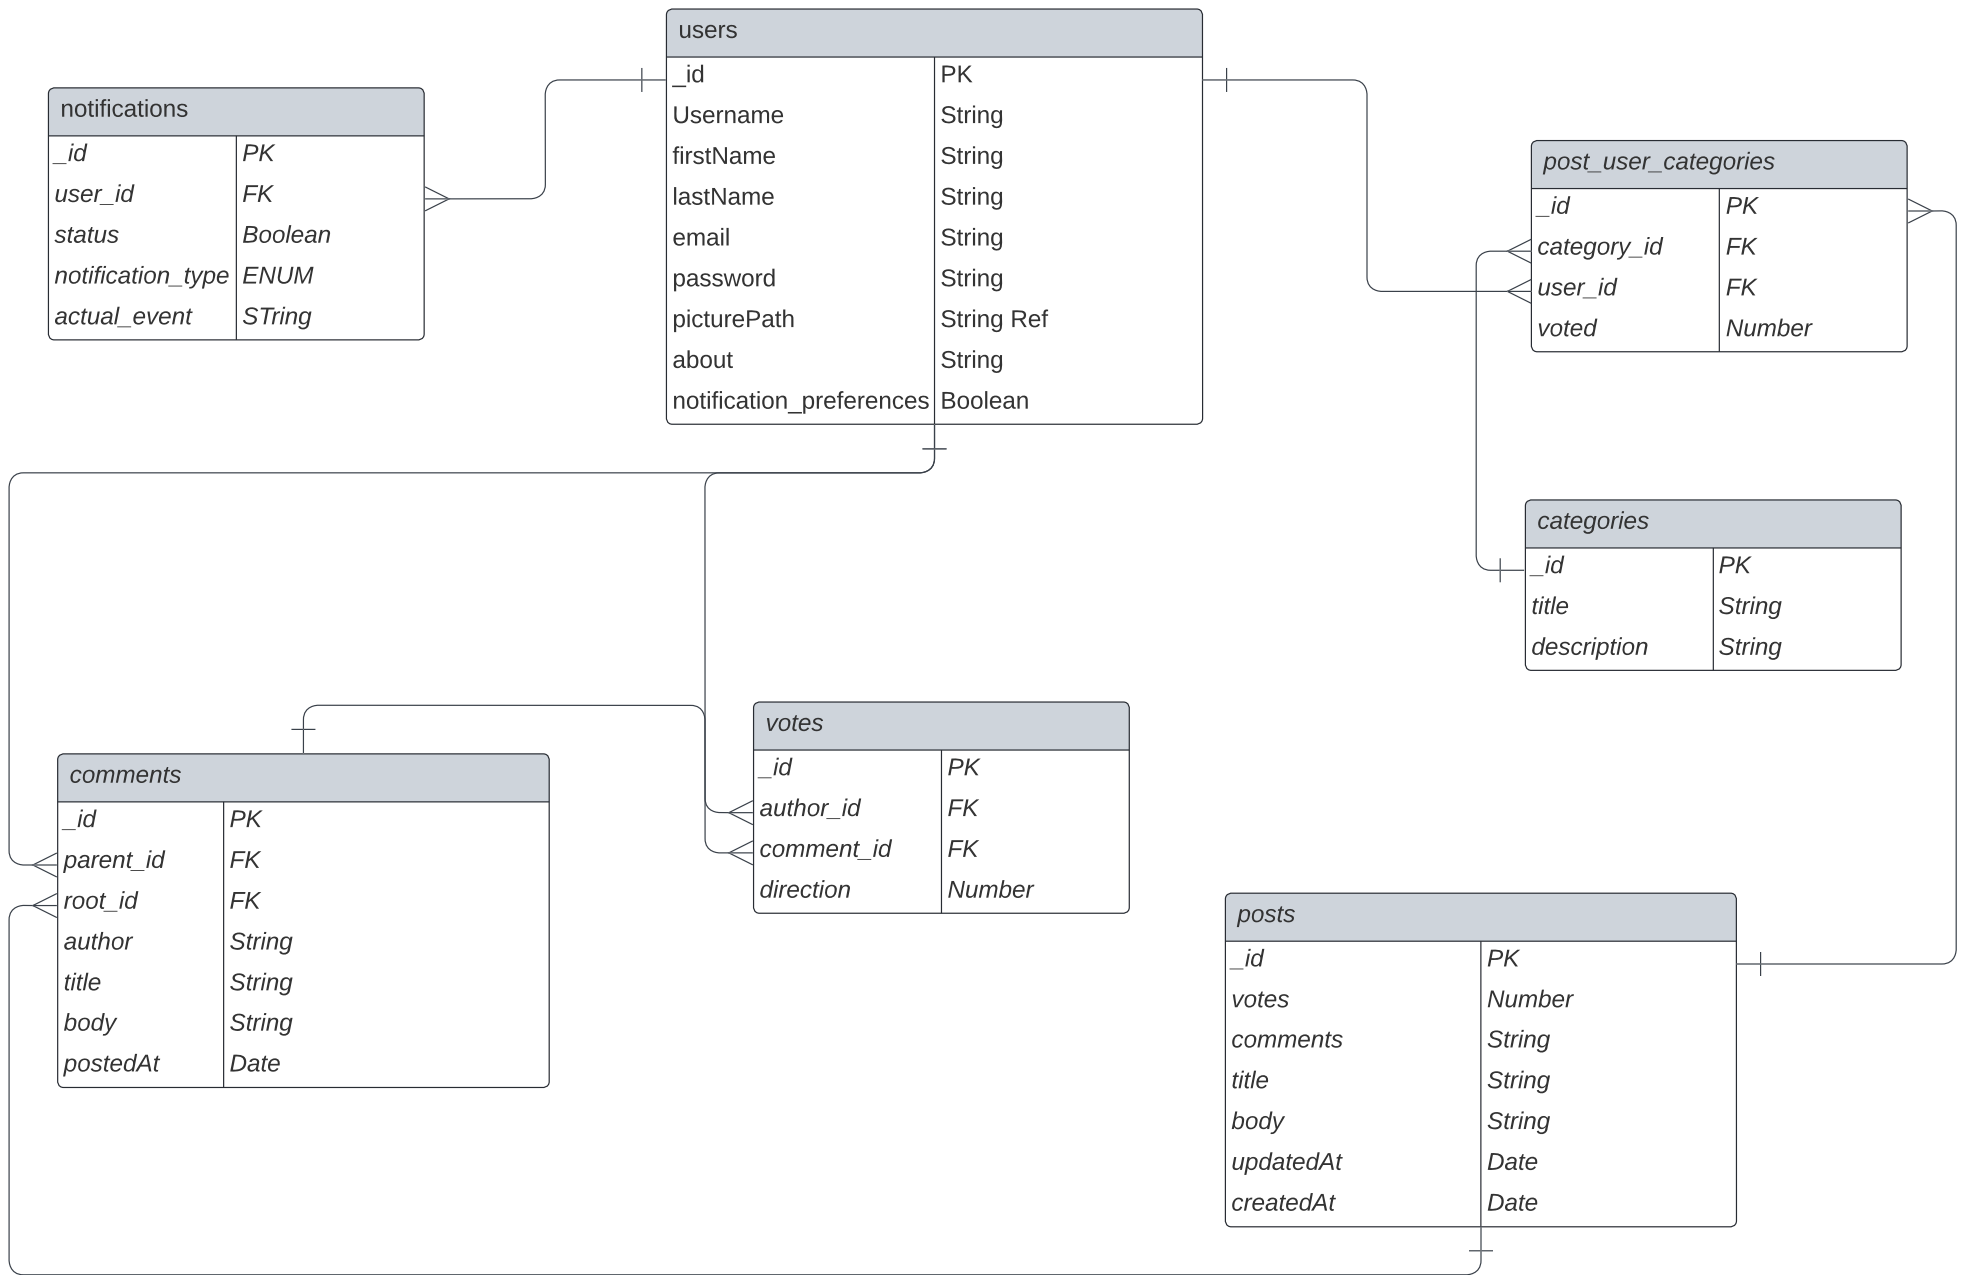 users
_id PK
Username String
firstName String
lastName String
email String
password String
picturePath String Ref
about String
notification_preferences Boolean
notifications
_id PK
user_id FK
status Boolean
notification_type ENUM
actual_event STring
post_user_categories
_id PK
category_id FK
user_id FK
voted Number
categories
_id PK
title String
description String
votes
_id PK
author_id FK
comment_id FK
direction Number
comments
_id PK
parent_id FK
root_id FK
author String
title String
body String
postedAt Date
posts
_id PK
votes Number
comments String
title String
body String
updatedAt Date
createdAt Date